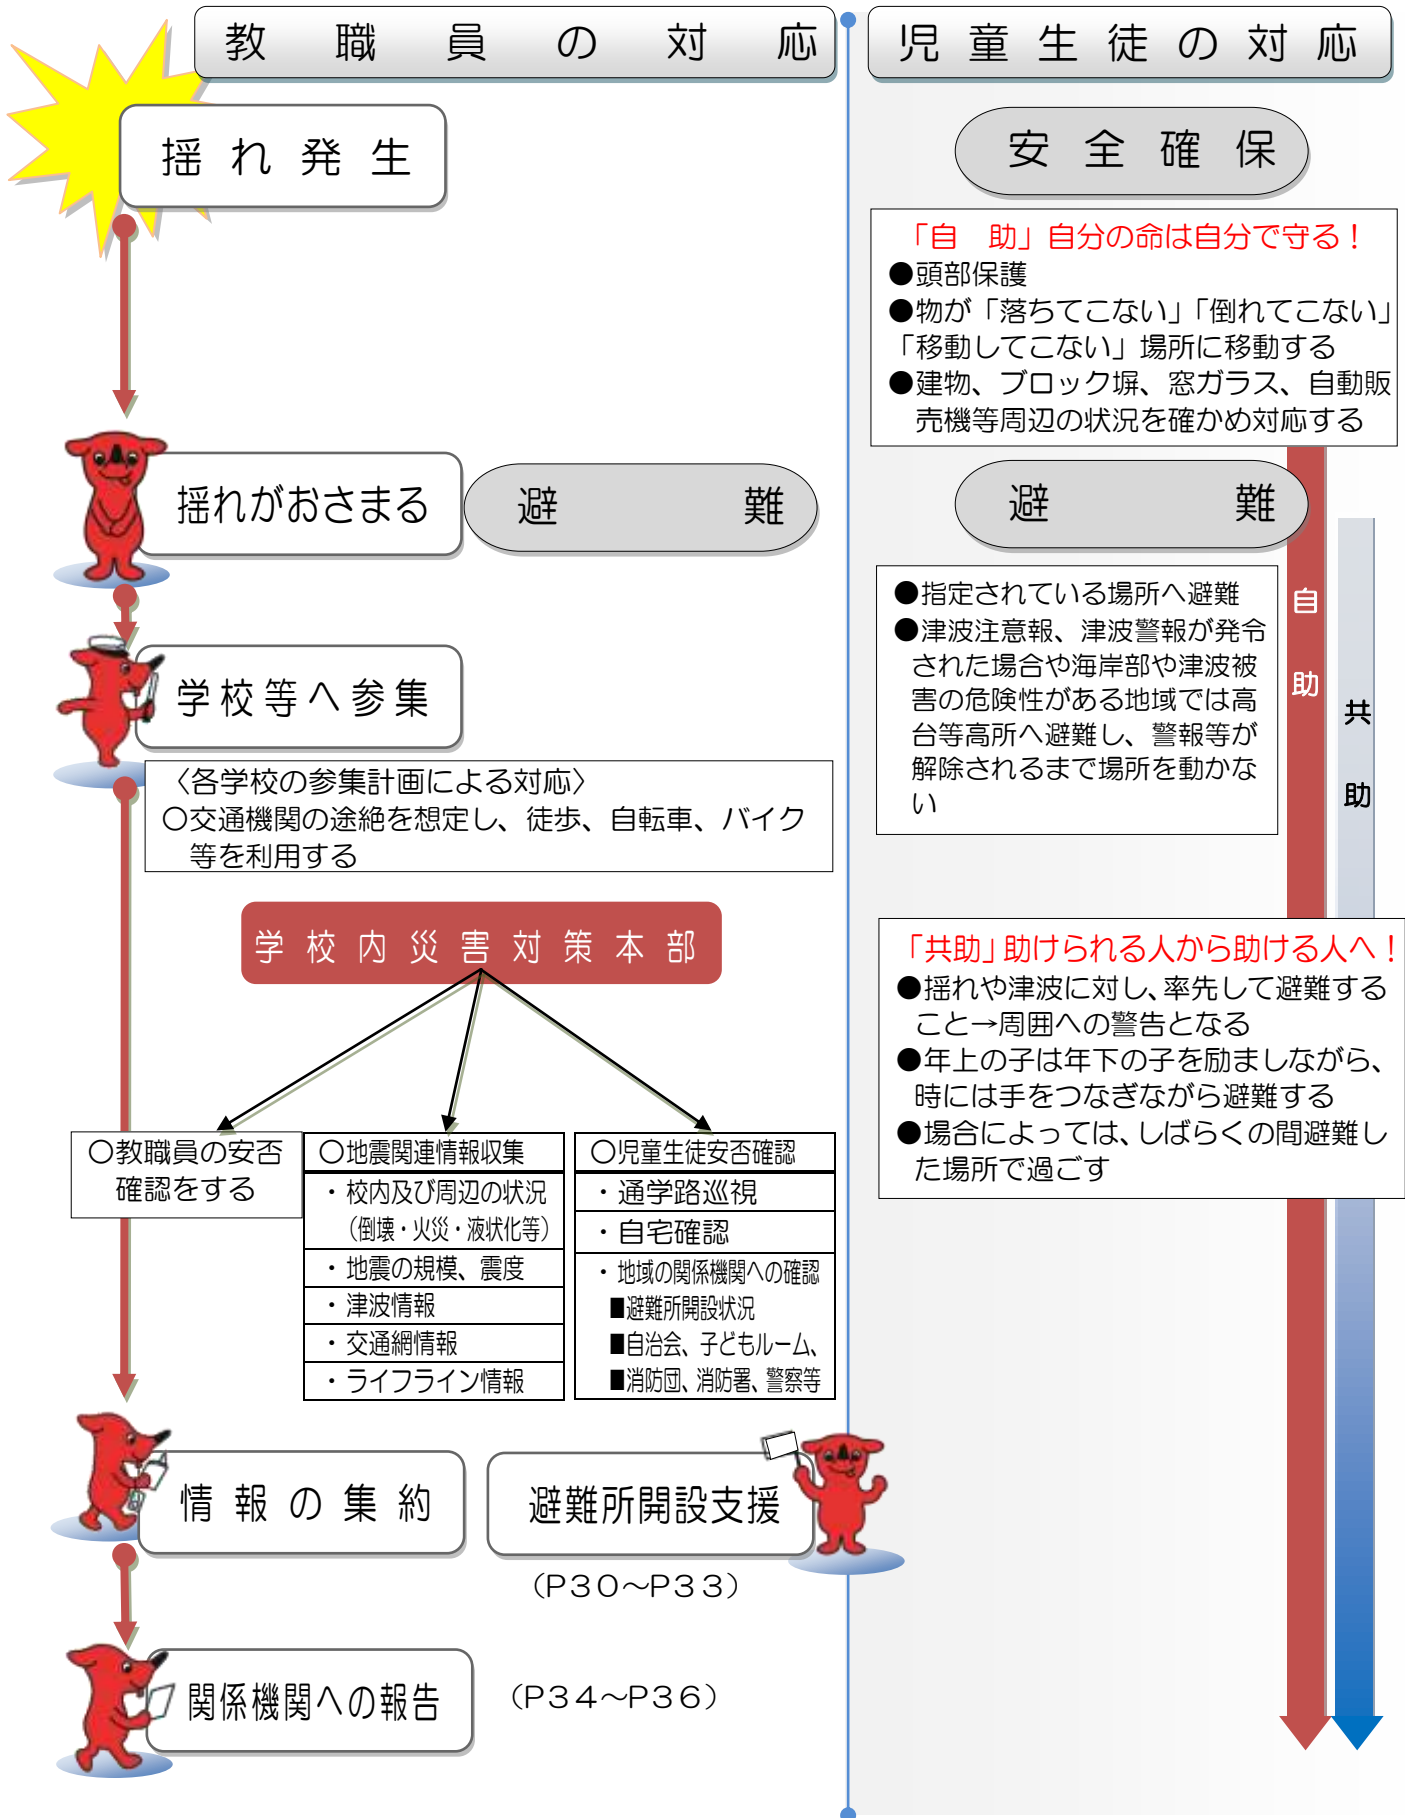 教職員の対応
揺れ発生
揺れがおさまる
避難
学校等へ参集
〈各学校の参集計画による対応〉
○交通機関の途絶を想定し、徒歩、自転車、バイク
等を利用する
学校内災害対策本部
○教職員の安否
確認をする
○地震関連情報収集
・校内及び周辺の状況
（倒壊・火災・液状化等）
・地震の規模、震度
・津波情報
・交通網情報
・ライフライン情報
○児童生徒安否確認
・通学路巡視
・自宅確認
・地域の関係機関への確認
■避難所開設状況
■自治会、子どもルーム、
■消防団、消防署、警察等
情報の集約
避難所開設支援
（P30～P33）
関係機関への報告
（P34～P36）
児童生徒の対応
安全確保
「自　助」自分の命は自分で守る！
●頭部保護
●物が「落ちてこない」「倒れてこない」
「移動してこない」場所に移動する
●建物、ブロック塀、窓ガラス、自動販
売機等周辺の状況を確かめ対応する
避難
●指定されている場所へ避難
●津波注意報、津波警報が発令
された場合や海岸部や津波被
害の危険性がある地域では高
台等高所へ避難し、警報等が
解除されるまで場所を動かな
い
自助
共助
「共助」助けられる人から助ける人へ！
●揺れや津波に対し、率先して避難する
こと→周囲への警告となる
●年上の子は年下の子を励ましながら、
時には手をつなぎながら避難する
●場合によっては、しばらくの間避難し
た場所で過ごす